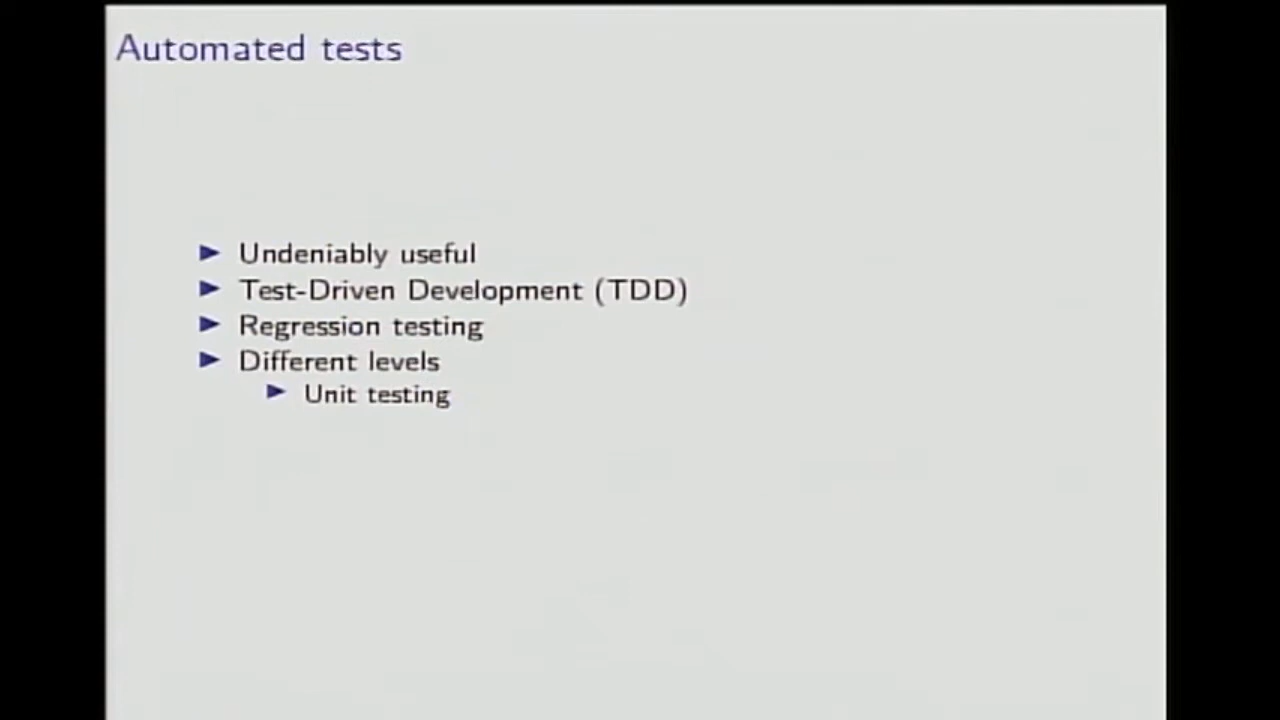 Automated tests
Undeniably useful
Test-Driven Development (TDD)
Regression testing
Different levels
Unit testing